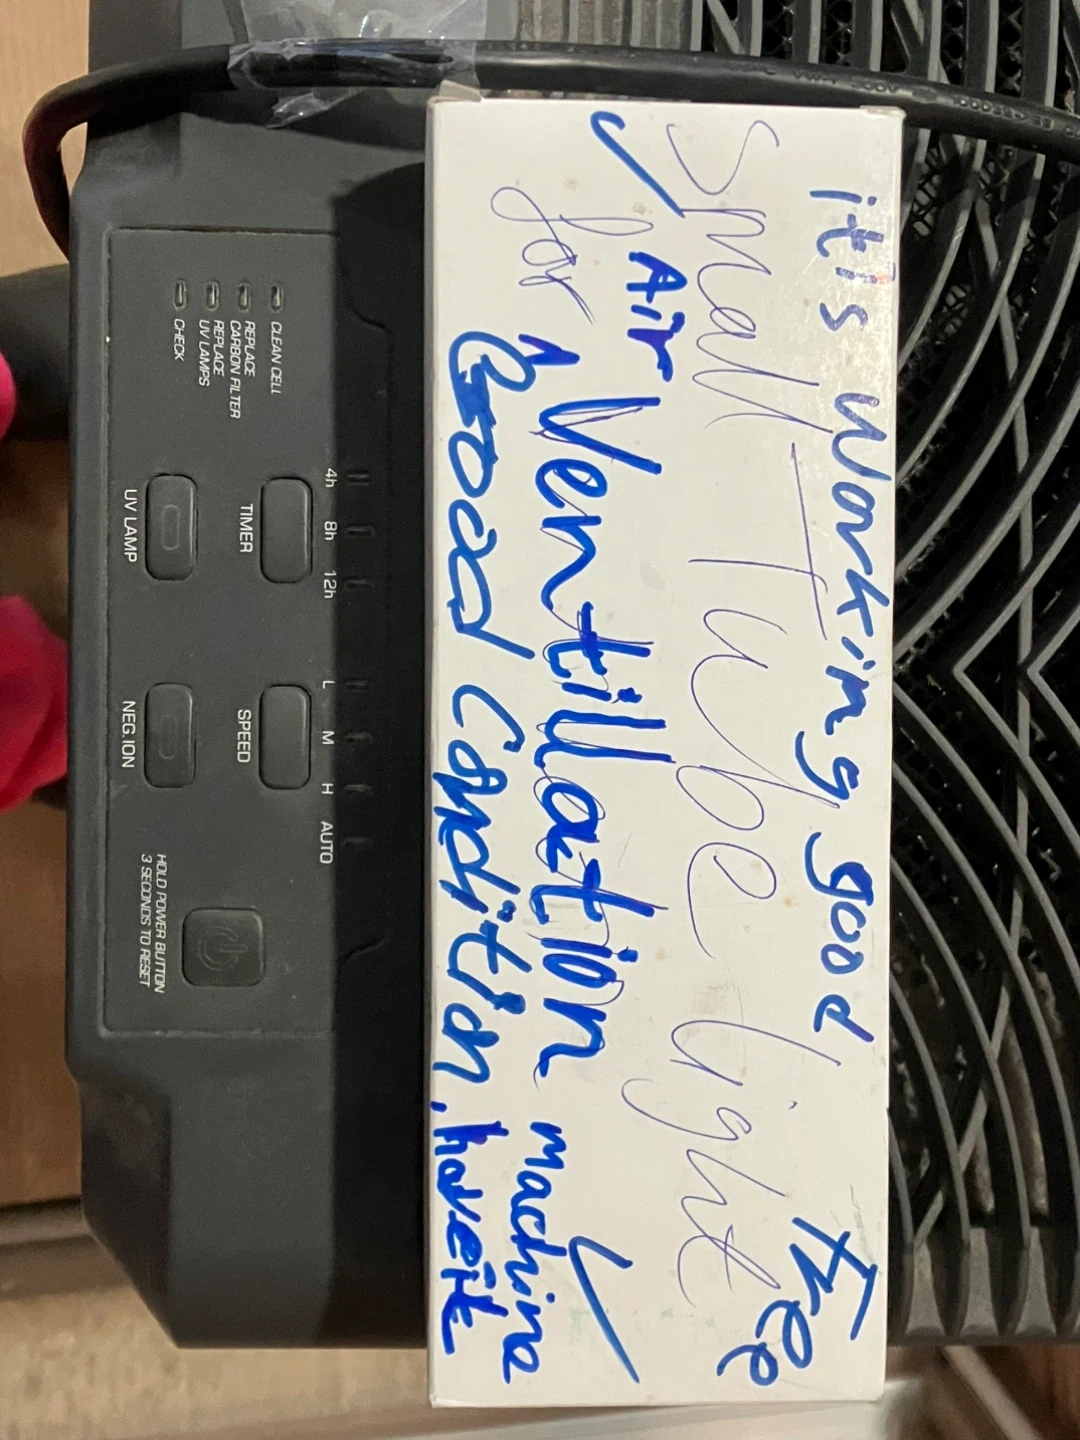 it's Working good
Free
Small Tube light
for Air Ventillation machine
Good Condition, have it
CLEAN CELL
REPLACE
CARBON FILTER
REPLACE
UV LAMPS
CHECK
4h 8h 12h L M H AUTO
TIMER SPEED
UV LAMP NEG.ION
HOLD POWER BUTTON
3 SECONDS TO RESET